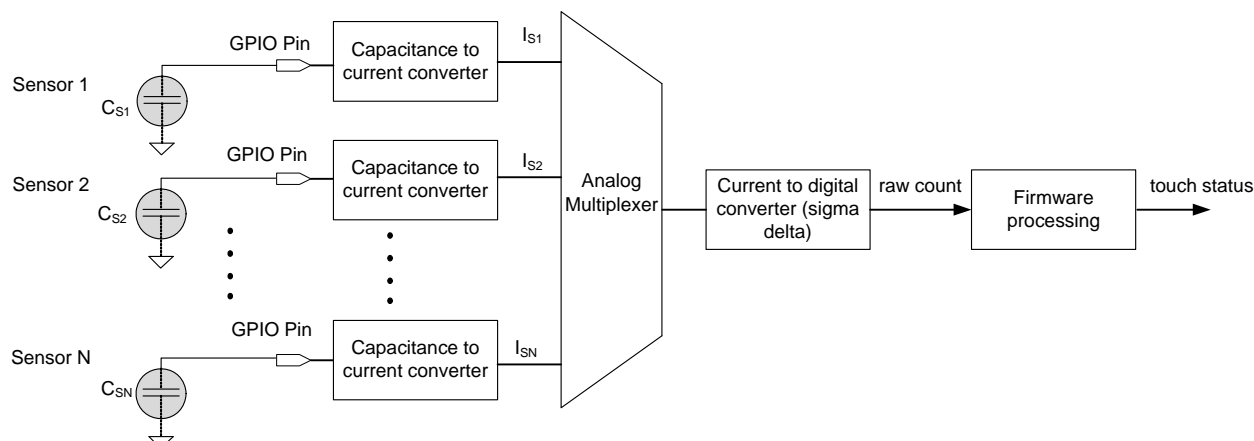 GPIO Pin
Capacitance to
current converter
IS1
Sensor 1
CS1
GPIO Pin
Capacitance to
current converter
IS2
Sensor 2
CS2
Analog
Multiplexer
Current to digital
converter (sigma
delta)
raw count
Firmware
processing
touch status
GPIO Pin
Capacitance to
current converter
ISN
Sensor N
CSN